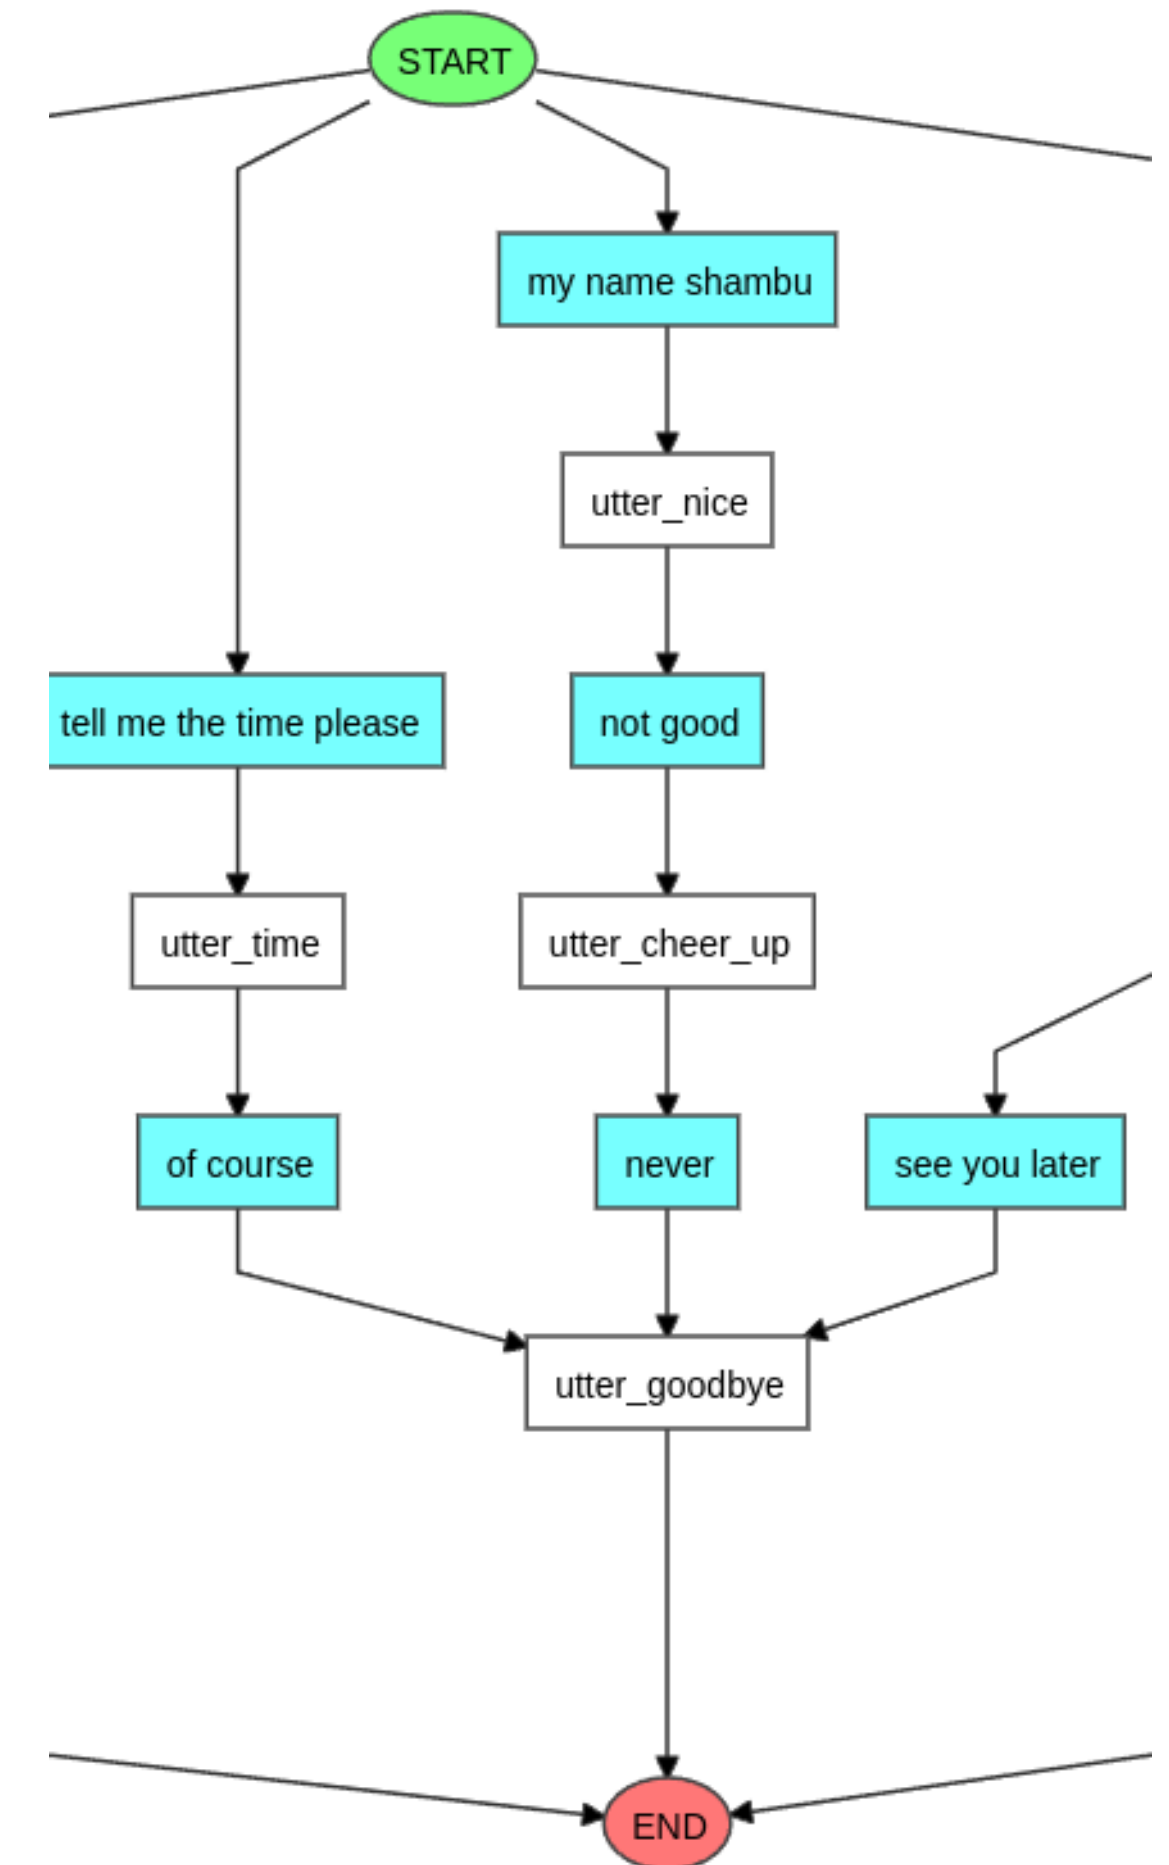 START
my name shambu
utter_nice
tell me the time please
not good
utter_time
utter_cheer_up
of course
never
see you later
utter_goodbye
END